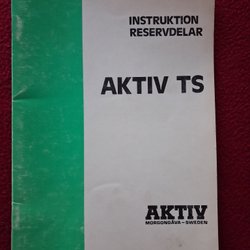 INSTRUKTION
RESERVDELAR
AKTIV TS
AKTIV
MORGONGÅVA-SWEDEN